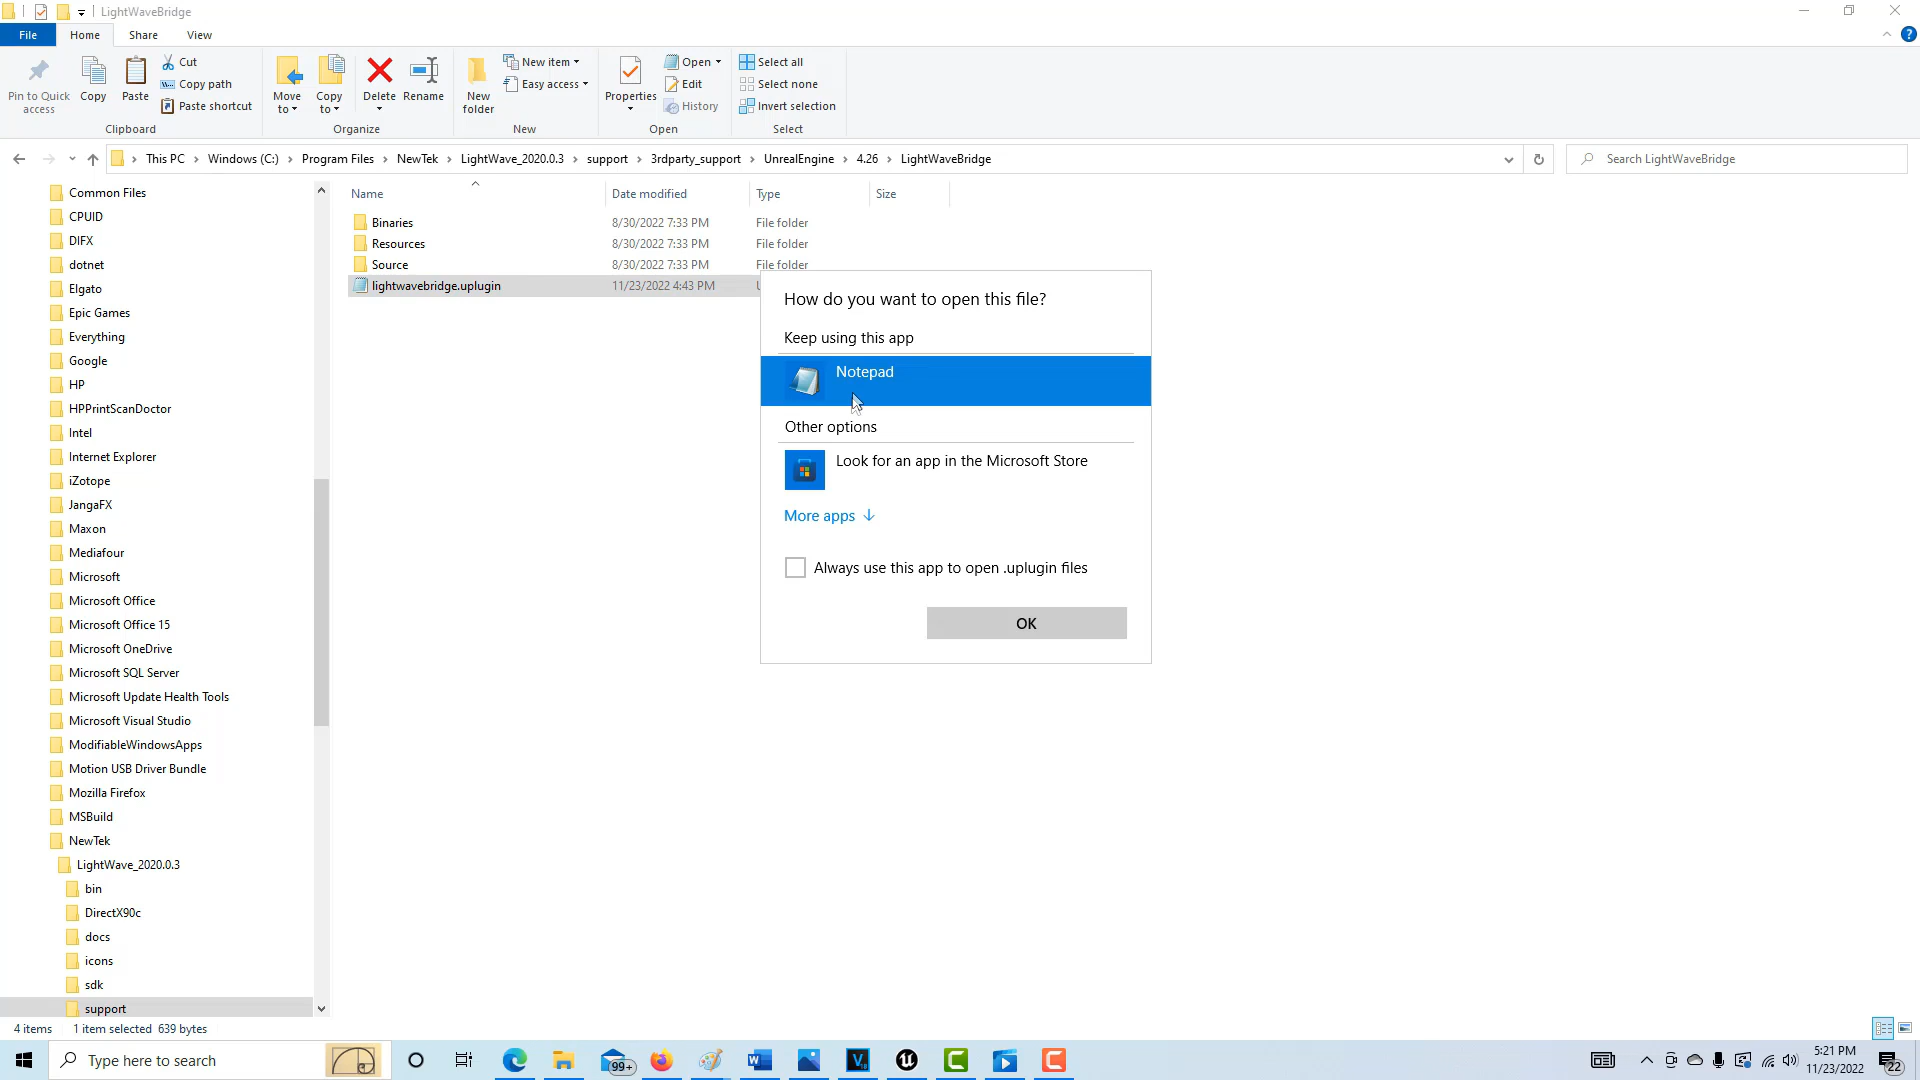 LightWaveBridge
File Home Share View
Pin to Quick access
Copy
Paste
Cut
Copy path
Paste shortcut
Clipboard
Move to
Copy to
Delete
Rename
Organize
New folder
New item
Easy access
New
Properties
Open
Edit
History
Open
Select all
Select none
Invert selection
Select
This PC > Windows (C:) > Program Files > NewTek > LightWave_2020.0.3 > support > 3rdparty_support > UnrealEngine > 4.26 > LightWaveBridge
Search LightWaveBridge
Common Files
CPUID
DIFX
dotnet
Elgato
Epic Games
Everything
Google
HP
HPPrintScanDoctor
Intel
Internet Explorer
iZotope
JangaFX
Maxon
Mediafour
Microsoft
Microsoft Office
Microsoft Office 15
Microsoft OneDrive
Microsoft SQL Server
Microsoft Update Health Tools
Microsoft Visual Studio
ModifiableWindowsApps
Motion USB Driver Bundle
Mozilla Firefox
MSBuild
NewTek
LightWave_2020.0.3
bin
DirectX90c
docs
icons
sdk
support
Name Date modified Type Size
Binaries 8/30/2022 7:33 PM File folder
Resources 8/30/2022 7:33 PM File folder
Source 8/30/2022 7:33 PM File folder
lightwavebridge.uplugin 11/23/2022 4:43 PM
How do you want to open this file?
Keep using this app
Notepad
Other options
Look for an app in the Microsoft Store
More apps ↓
Always use this app to open .uplugin files
OK
4 items 1 item selected 639 bytes
Type here to search
99+
5:21 PM
11/23/2022
22